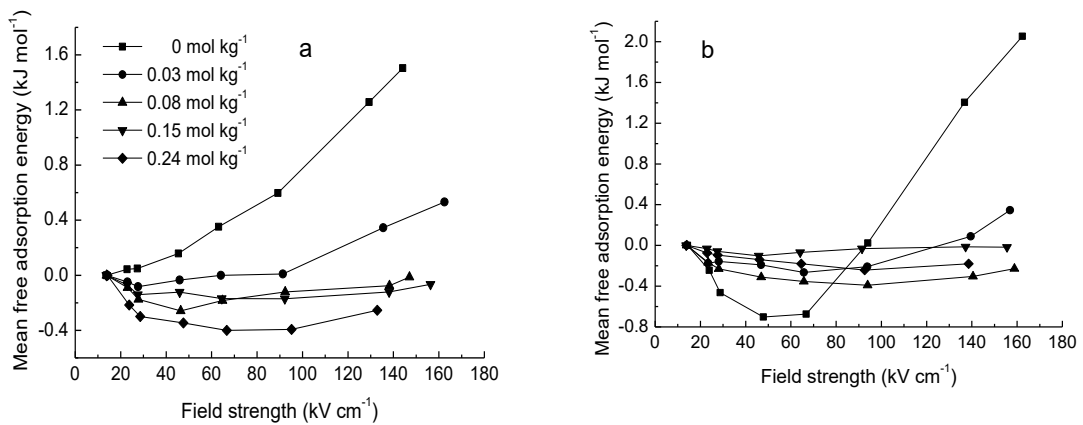 Mean free adsorption energy (kJ mol⁻¹)
1.6
1.2
0.8
0.4
0.0
-0.4
a
0 mol kg⁻¹
0.03 mol kg⁻¹
0.08 mol kg⁻¹
0.15 mol kg⁻¹
0.24 mol kg⁻¹
0 20 40 60 80 100 120 140 160 180
Field strength (kV cm⁻¹)
Mean free adsorption energy (kJ mol⁻¹)
2.0
1.6
1.2
0.8
0.4
0.0
-0.4
-0.8
b
0 20 40 60 80 100 120 140 160 180
Field strength (kV cm⁻¹)